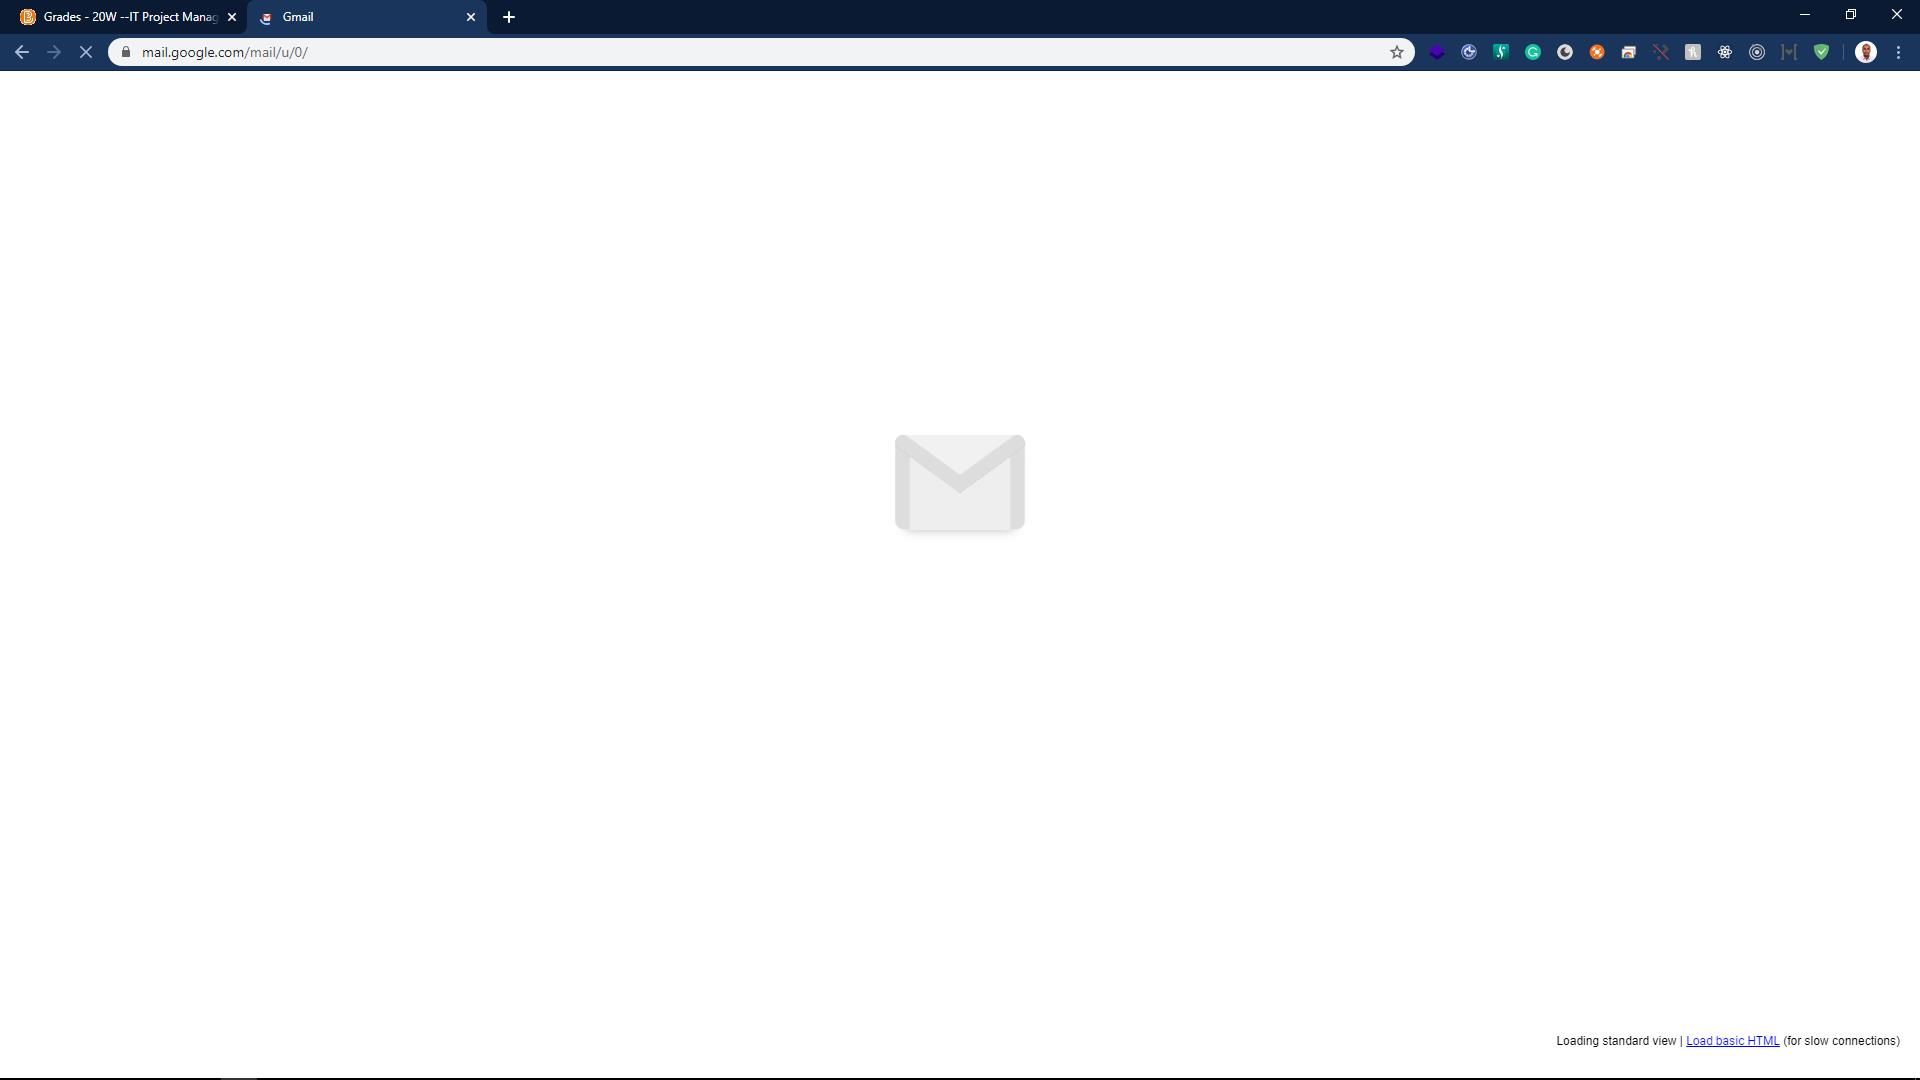 Grades - 20W --IT Project Manag
Gmail
mail.google.com/mail/u/0/
Loading standard view | Load basic HTML (for slow connections)